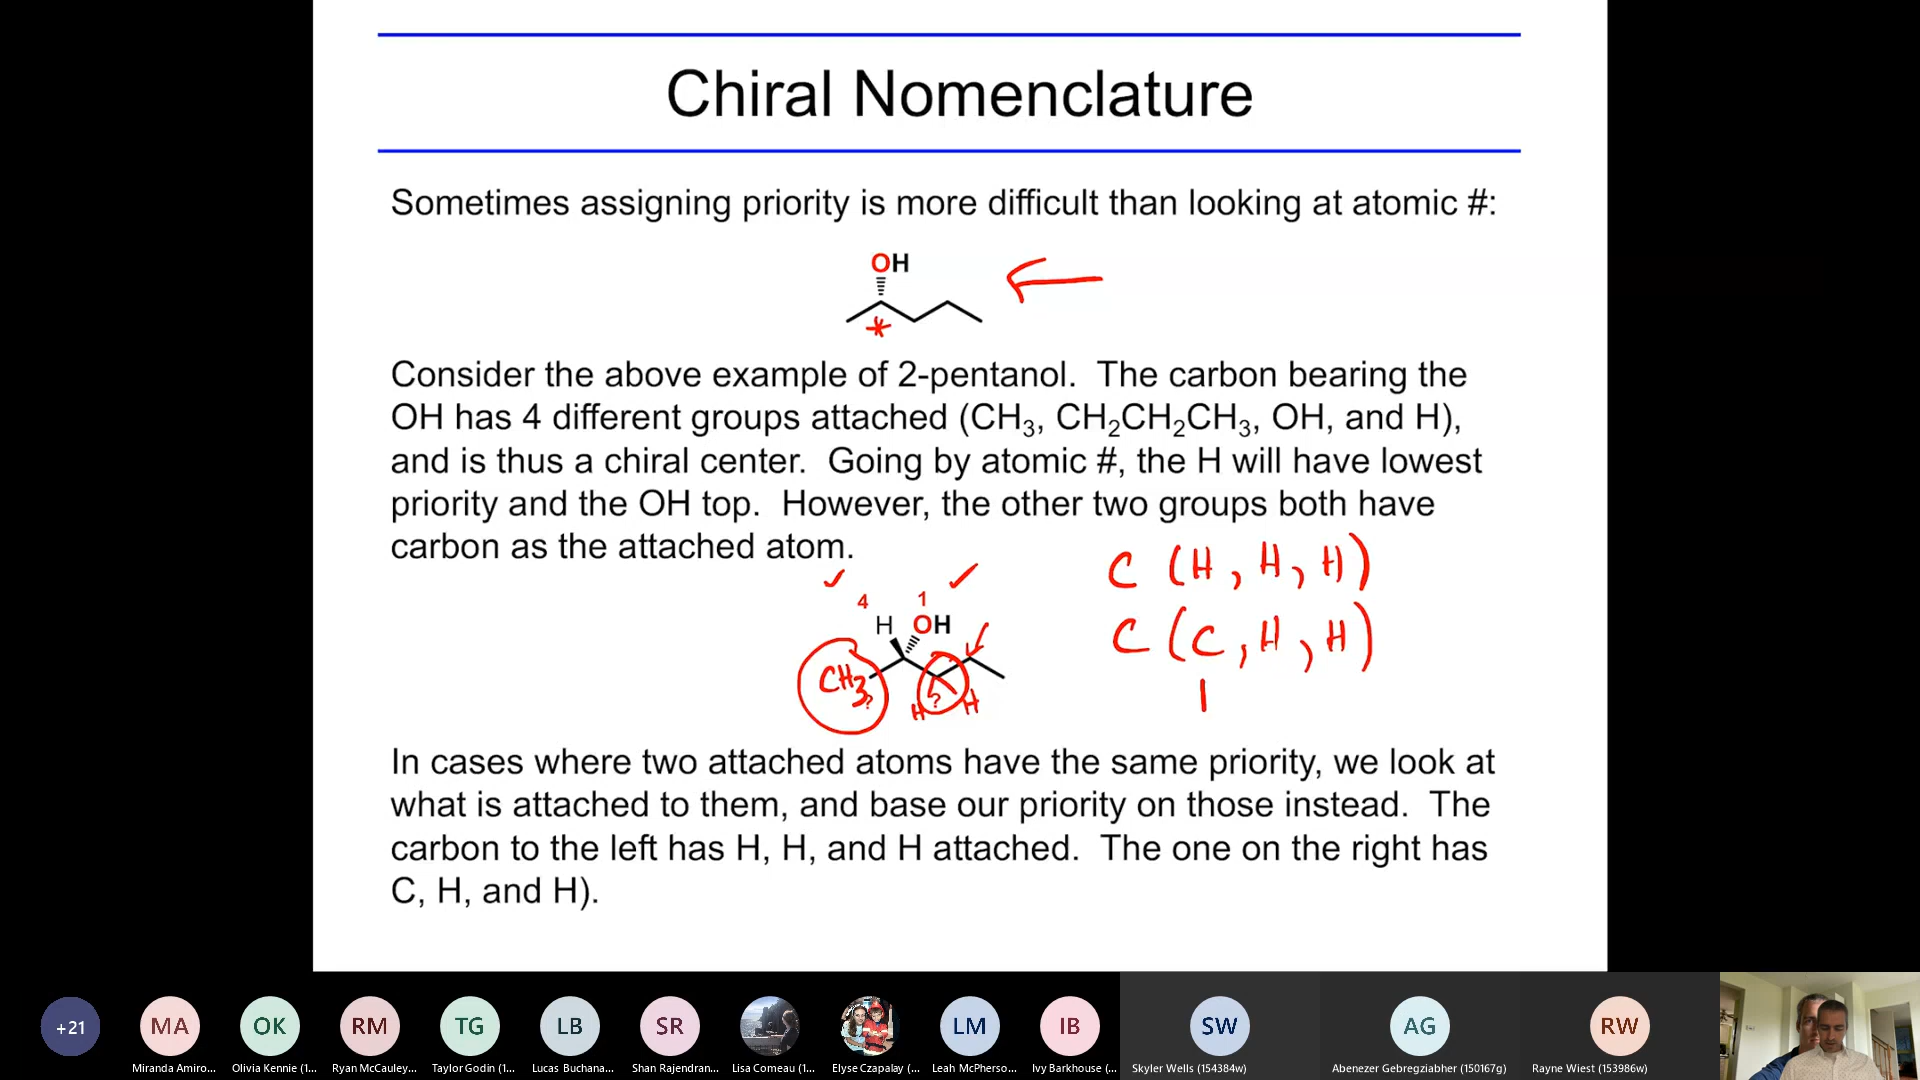 Chiral Nomenclature
Sometimes assigning priority is more difficult than looking at atomic #:
OH
*
Consider the above example of 2-pentanol. The carbon bearing the
OH has 4 different groups attached (CH₃, CH₂CH₂CH₃, OH, and H),
and is thus a chiral center. Going by atomic #, the H will have lowest
priority and the OH top. However, the other two groups both have
carbon as the attached atom.
C (H, H, H)
4 1
H OH
C (C, H, H)
CH₃
? ?
H H
In cases where two attached atoms have the same priority, we look at
what is attached to them, and base our priority on those instead. The
carbon to the left has H, H, and H attached. The one on the right has
C, H, and H).
+21
MA
OK
RM
TG
LB
SR
LM
IB
SW
AG
RW
Miranda Amiro...
Olivia Kennie (1...
Ryan McCauley...
Taylor Godin (1...
Lucas Buchana...
Shan Rajendran...
Lisa Comeau (1...
Elyse Czapalay (...
Leah McPherso...
Ivy Barkhouse (...
Skyler Wells (154384w)
Abenezer Gebregziabher (150167g)
Rayne Wiest (153986w)